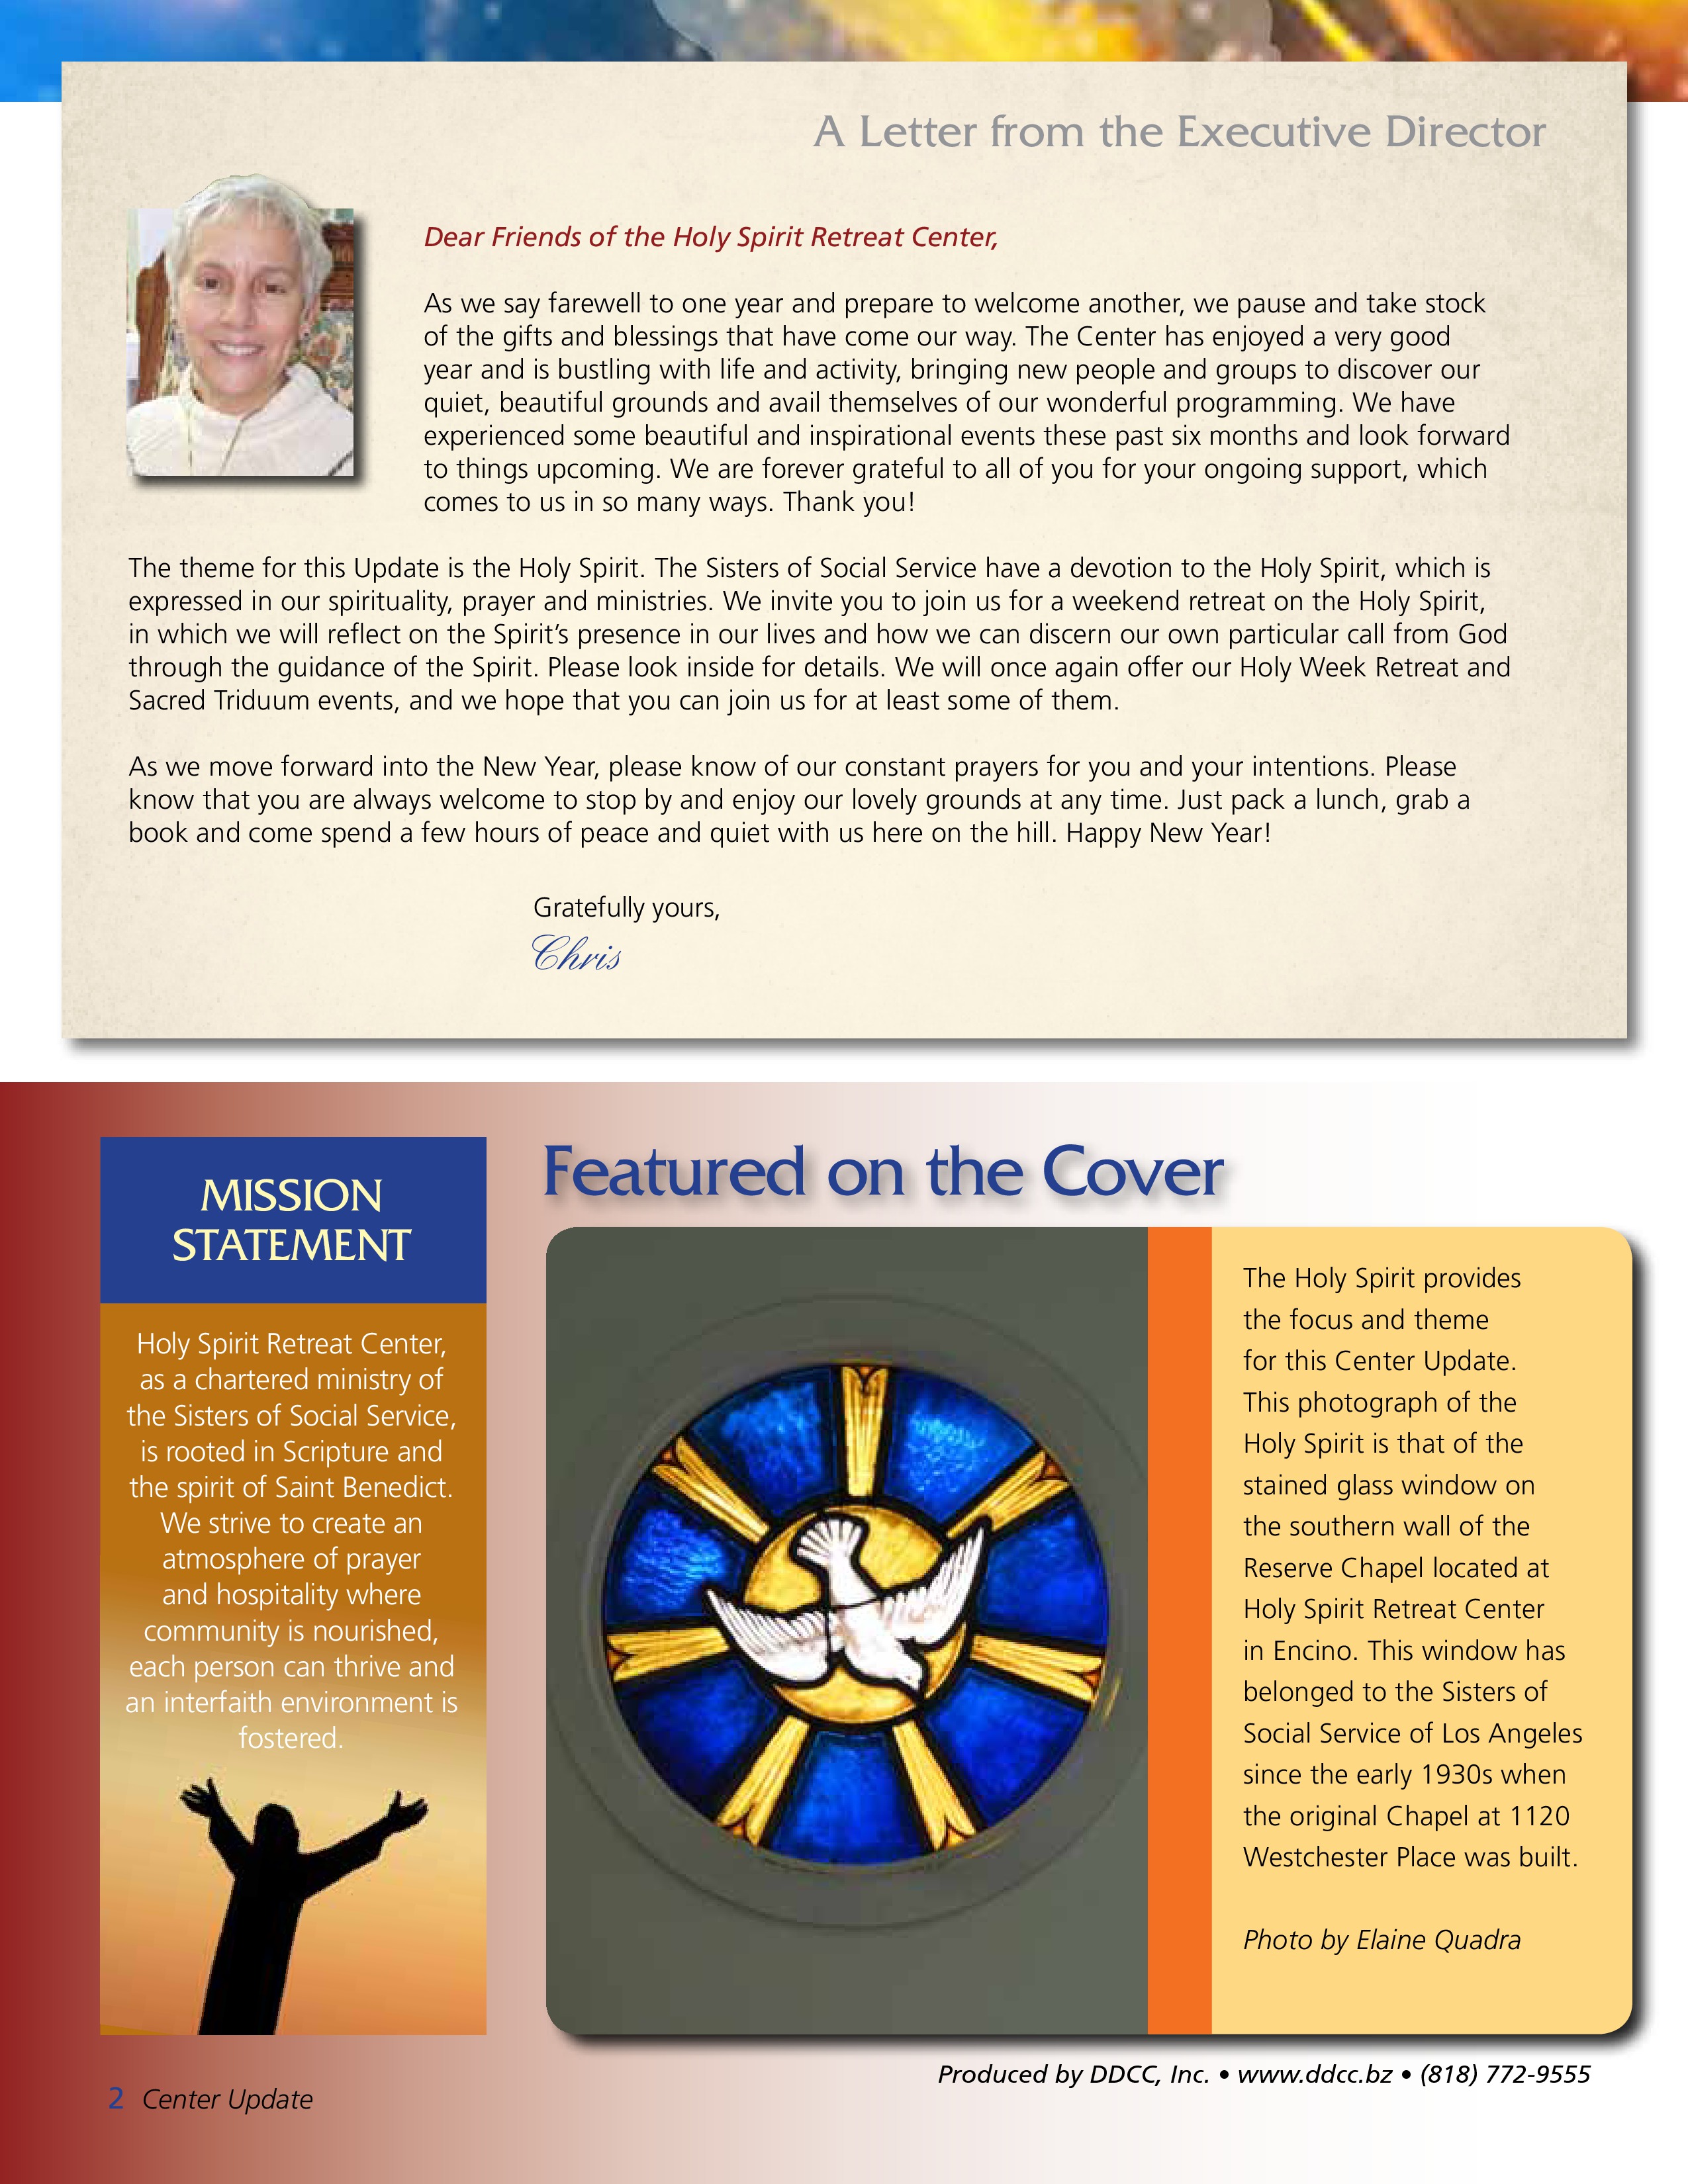 A Letter from the Executive Director
Dear Friends of the Holy Spirit Retreat Center,
As we say farewell to one year and prepare to welcome another, we pause and take stock
of the gifts and blessings that have come our way. The Center has enjoyed a very good
year and is bustling with life and activity, bringing new people and groups to discover our
quiet, beautiful grounds and avail themselves of our wonderful programming. We have
experienced some beautiful and inspirational events these past six months and look forward
to things upcoming. We are forever grateful to all of you for your ongoing support, which
comes to us in so many ways. Thank you!
The theme for this Update is the Holy Spirit. The Sisters of Social Service have a devotion to the Holy Spirit, which is
expressed in our spirituality, prayer and ministries. We invite you to join us for a weekend retreat on the Holy Spirit,
in which we will reflect on the Spirit’s presence in our lives and how we can discern our own particular call from God
through the guidance of the Spirit. Please look inside for details. We will once again offer our Holy Week Retreat and
Sacred Triduum events, and we hope that you can join us for at least some of them.
As we move forward into the New Year, please know of our constant prayers for you and your intentions. Please
know that you are always welcome to stop by and enjoy our lovely grounds at any time. Just pack a lunch, grab a
book and come spend a few hours of peace and quiet with us here on the hill. Happy New Year!
Gratefully yours,
Chris
MISSION
STATEMENT
Holy Spirit Retreat Center,
as a chartered ministry of
the Sisters of Social Service,
is rooted in Scripture and
the spirit of Saint Benedict.
We strive to create an
atmosphere of prayer
and hospitality where
community is nourished,
each person can thrive and
an interfaith environment is
fostered.
Featured on the Cover
The Holy Spirit provides
the focus and theme
for this Center Update.
This photograph of the
Holy Spirit is that of the
stained glass window on
the southern wall of the
Reserve Chapel located at
Holy Spirit Retreat Center
in Encino. This window has
belonged to the Sisters of
Social Service of Los Angeles
since the early 1930s when
the original Chapel at 1120
Westchester Place was built.
Photo by Elaine Quadra
Produced by DDCC, Inc. • www.ddcc.bz • (818) 772-9555
2 Center Update